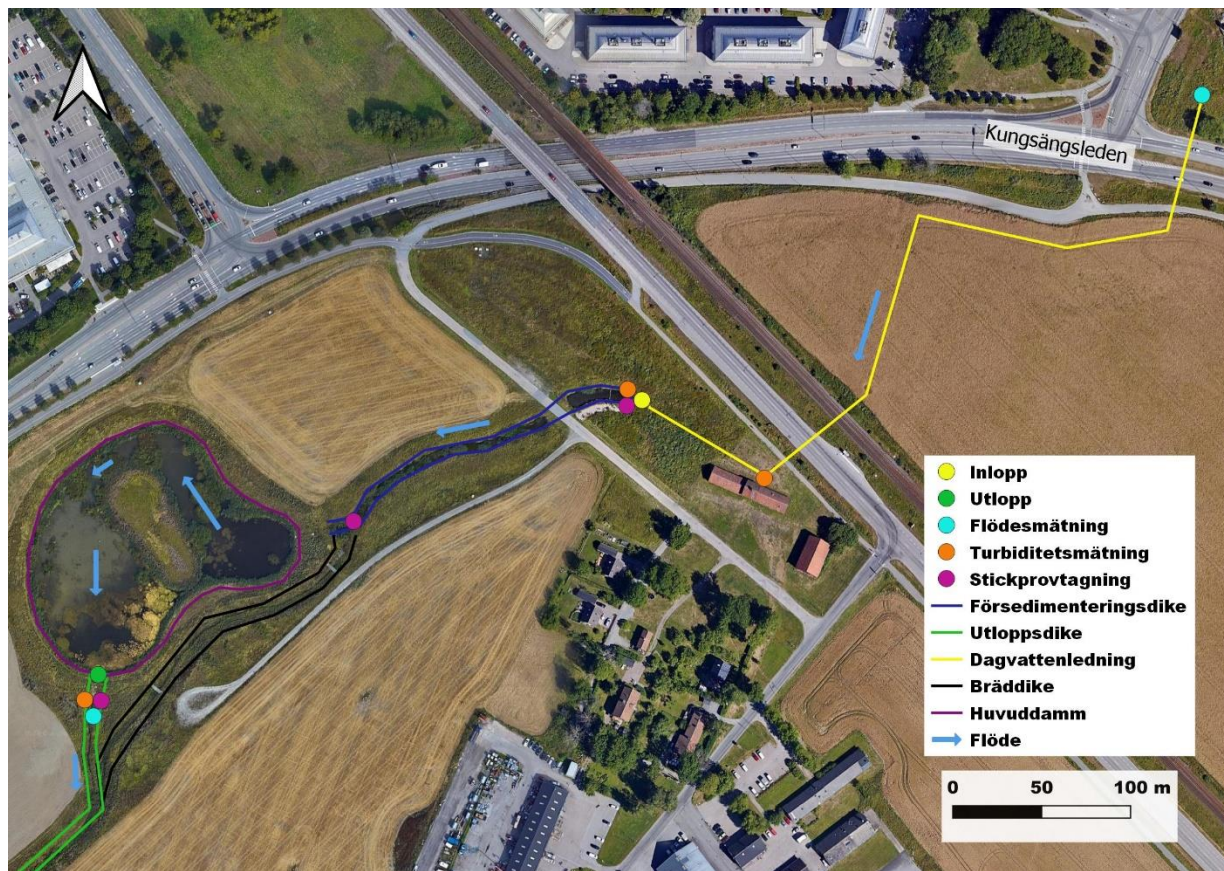 Kungsängsleden
Inlopp
Utlopp
Flödesmätning
Turbiditetsmätning
Stickprovtagning
Försedimenteringsdike
Utloppsdike
Dagvattenledning
Bräddike
Huvuddamm
Flöde
0 50 100 m